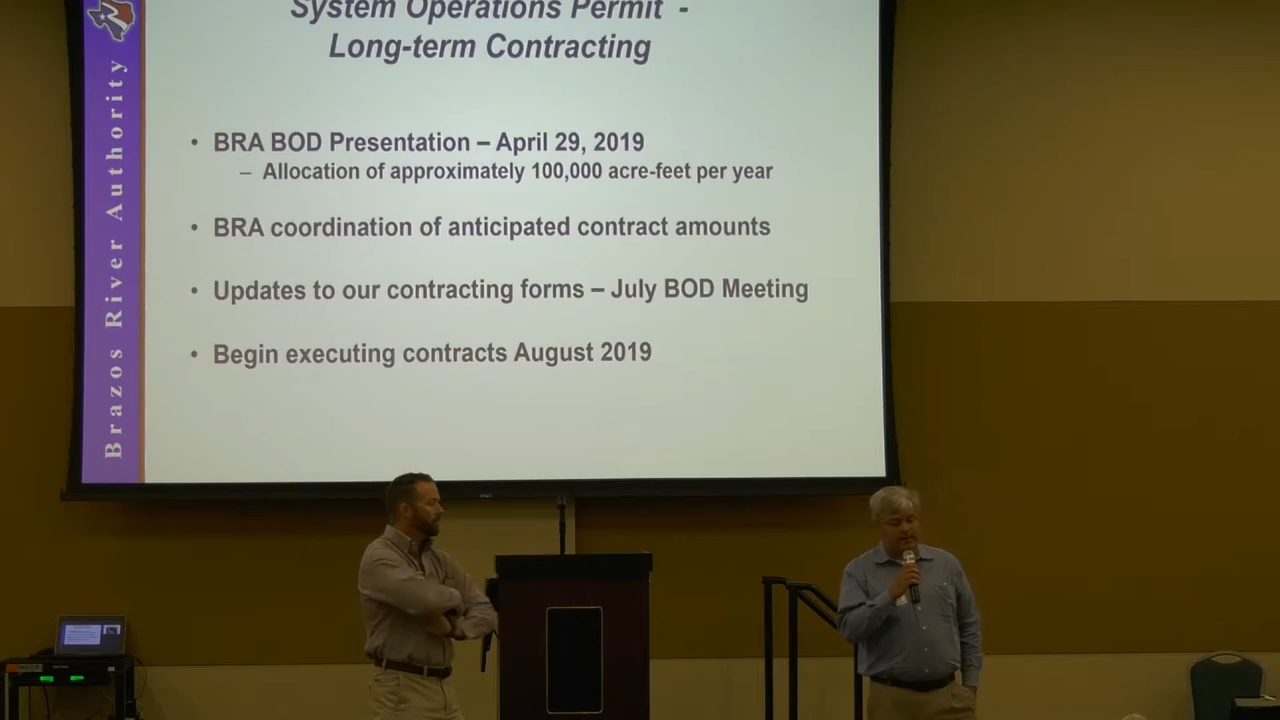 System Operations Permit -
Long-term Contracting
Brazos River Authority
• BRA BOD Presentation – April 29, 2019
– Allocation of approximately 100,000 acre-feet per year
• BRA coordination of anticipated contract amounts
• Updates to our contracting forms – July BOD Meeting
• Begin executing contracts August 2019